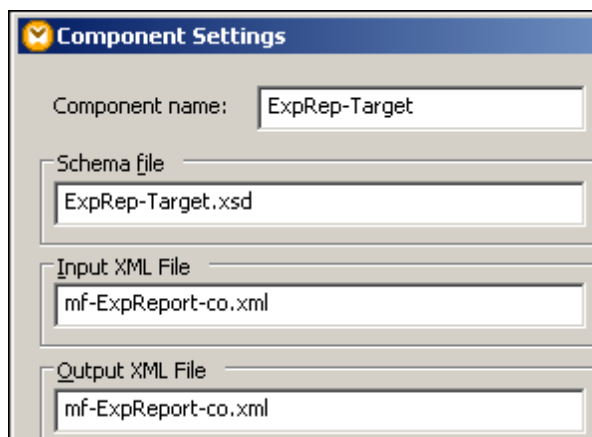 Component Settings
Component name: ExpRep-Target
Schema file
ExpRep-Target.xsd
Input XML File
mf-ExpReport-co.xml
Output XML File
mf-ExpReport-co.xml